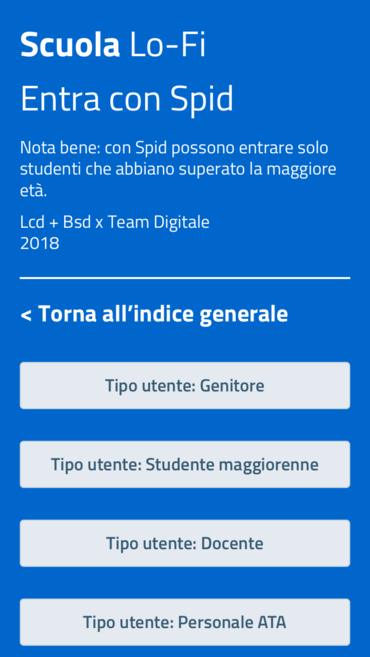 Scuola Lo-Fi
Entra con Spid
Nota bene: con Spid possono entrare solo
studenti che abbiano superato la maggiore
età.
Lcd + Bsd x Team Digitale
2018
< Torna all’indice generale
Tipo utente: Genitore
Tipo utente: Studente maggiorenne
Tipo utente: Docente
Tipo utente: Personale ATA